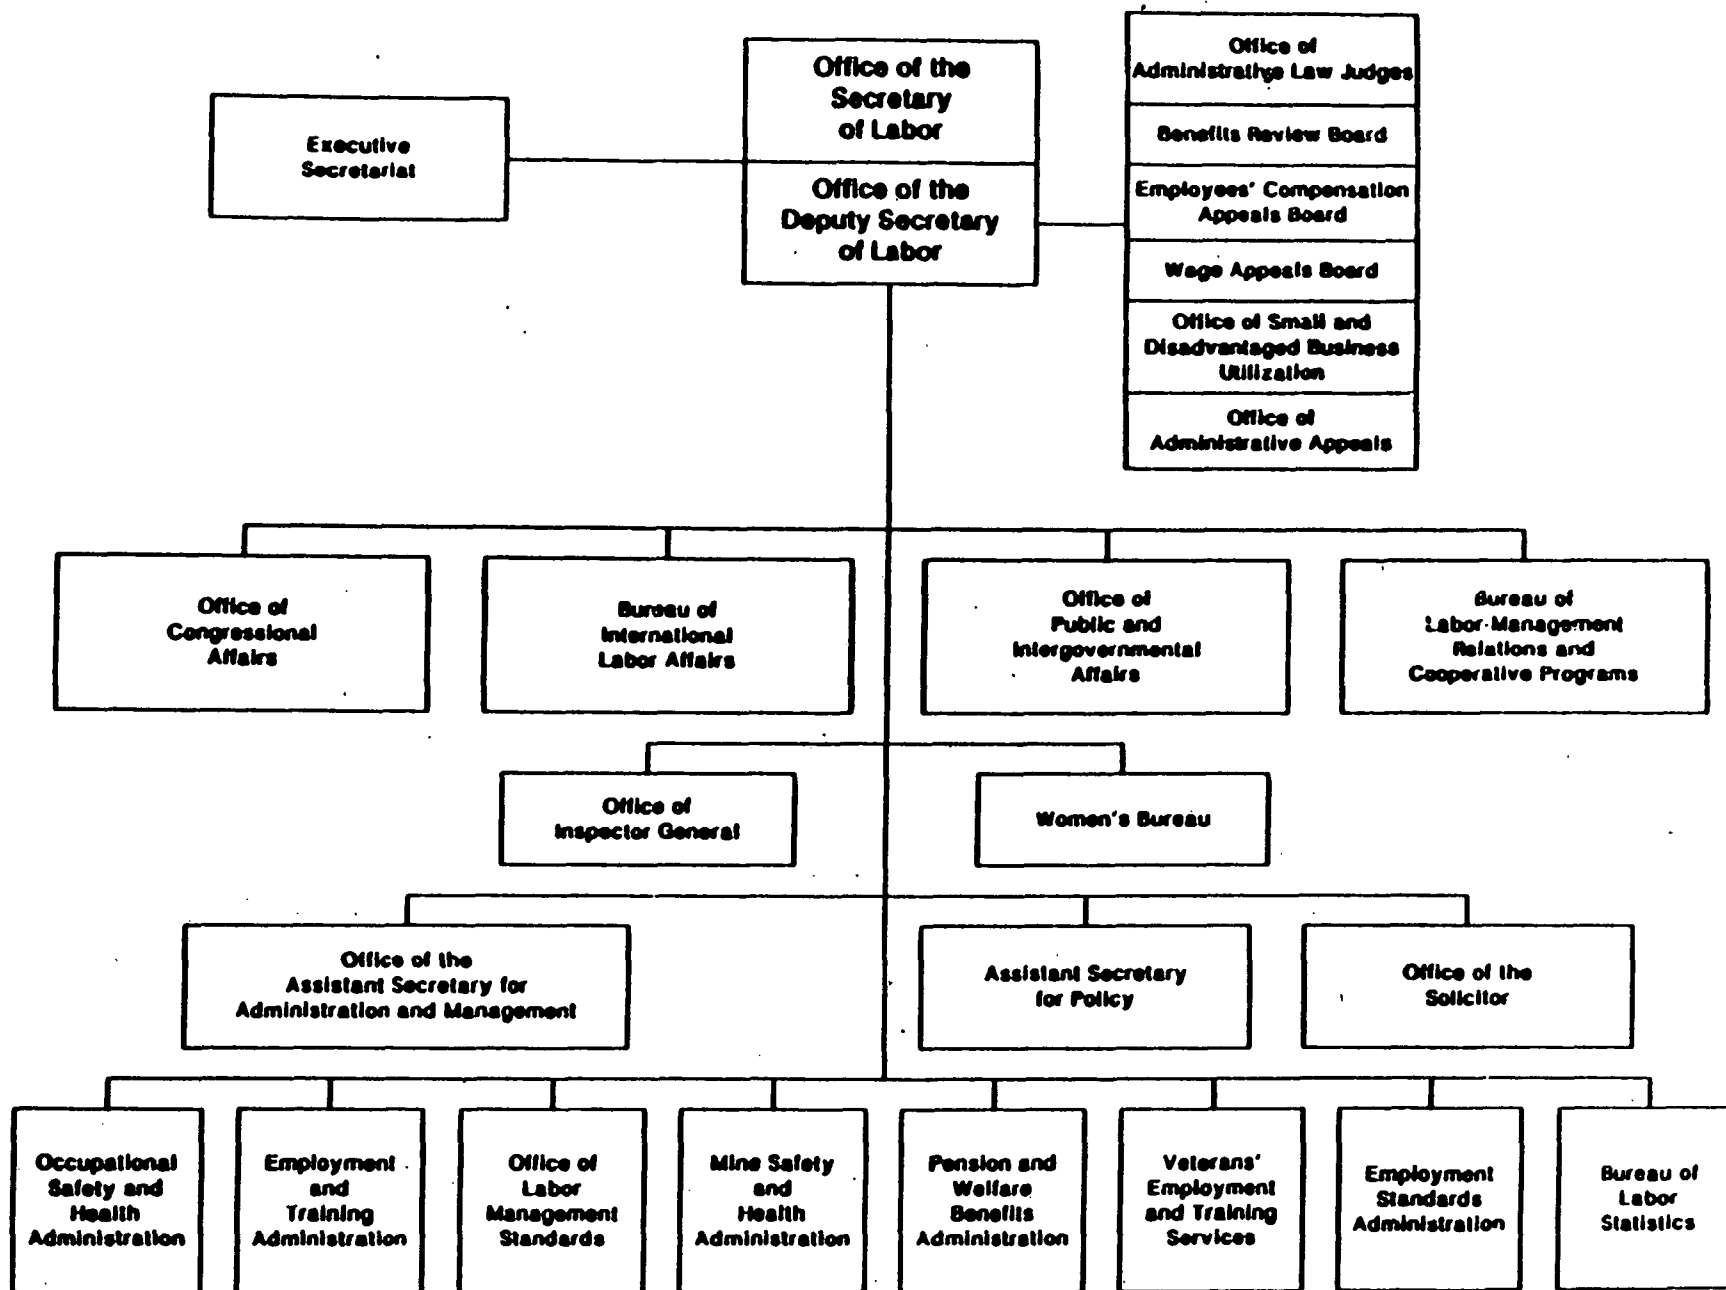 Office of the
Secretary
of Labor
Office of the
Deputy Secretary
of Labor
Executive
Secretariat
Office of
Administrative Law Judges
Benefits Review Board
Employees' Compensation
Appeals Board
Wage Appeals Board
Office of Small and
Disadvantaged Business
Utilization
Office of
Administrative Appeals
Office of
Congressional
Affairs
Bureau of
International
Labor Affairs
Office of
Public and
Intergovernmental
Affairs
Bureau of
Labor-Management
Relations and
Cooperative Programs
Office of
Inspector General
Women's Bureau
Office of the
Assistant Secretary for
Administration and Management
Assistant Secretary
for Policy
Office of the
Solicitor
Occupational
Safety and
Health
Administration
Employment
and
Training
Administration
Office of
Labor
Management
Standards
Mine Safety
and
Health
Administration
Pension and
Welfare
Benefits
Administration
Veterans'
Employment
and Training
Services
Employment
Standards
Administration
Bureau of
Labor
Statistics